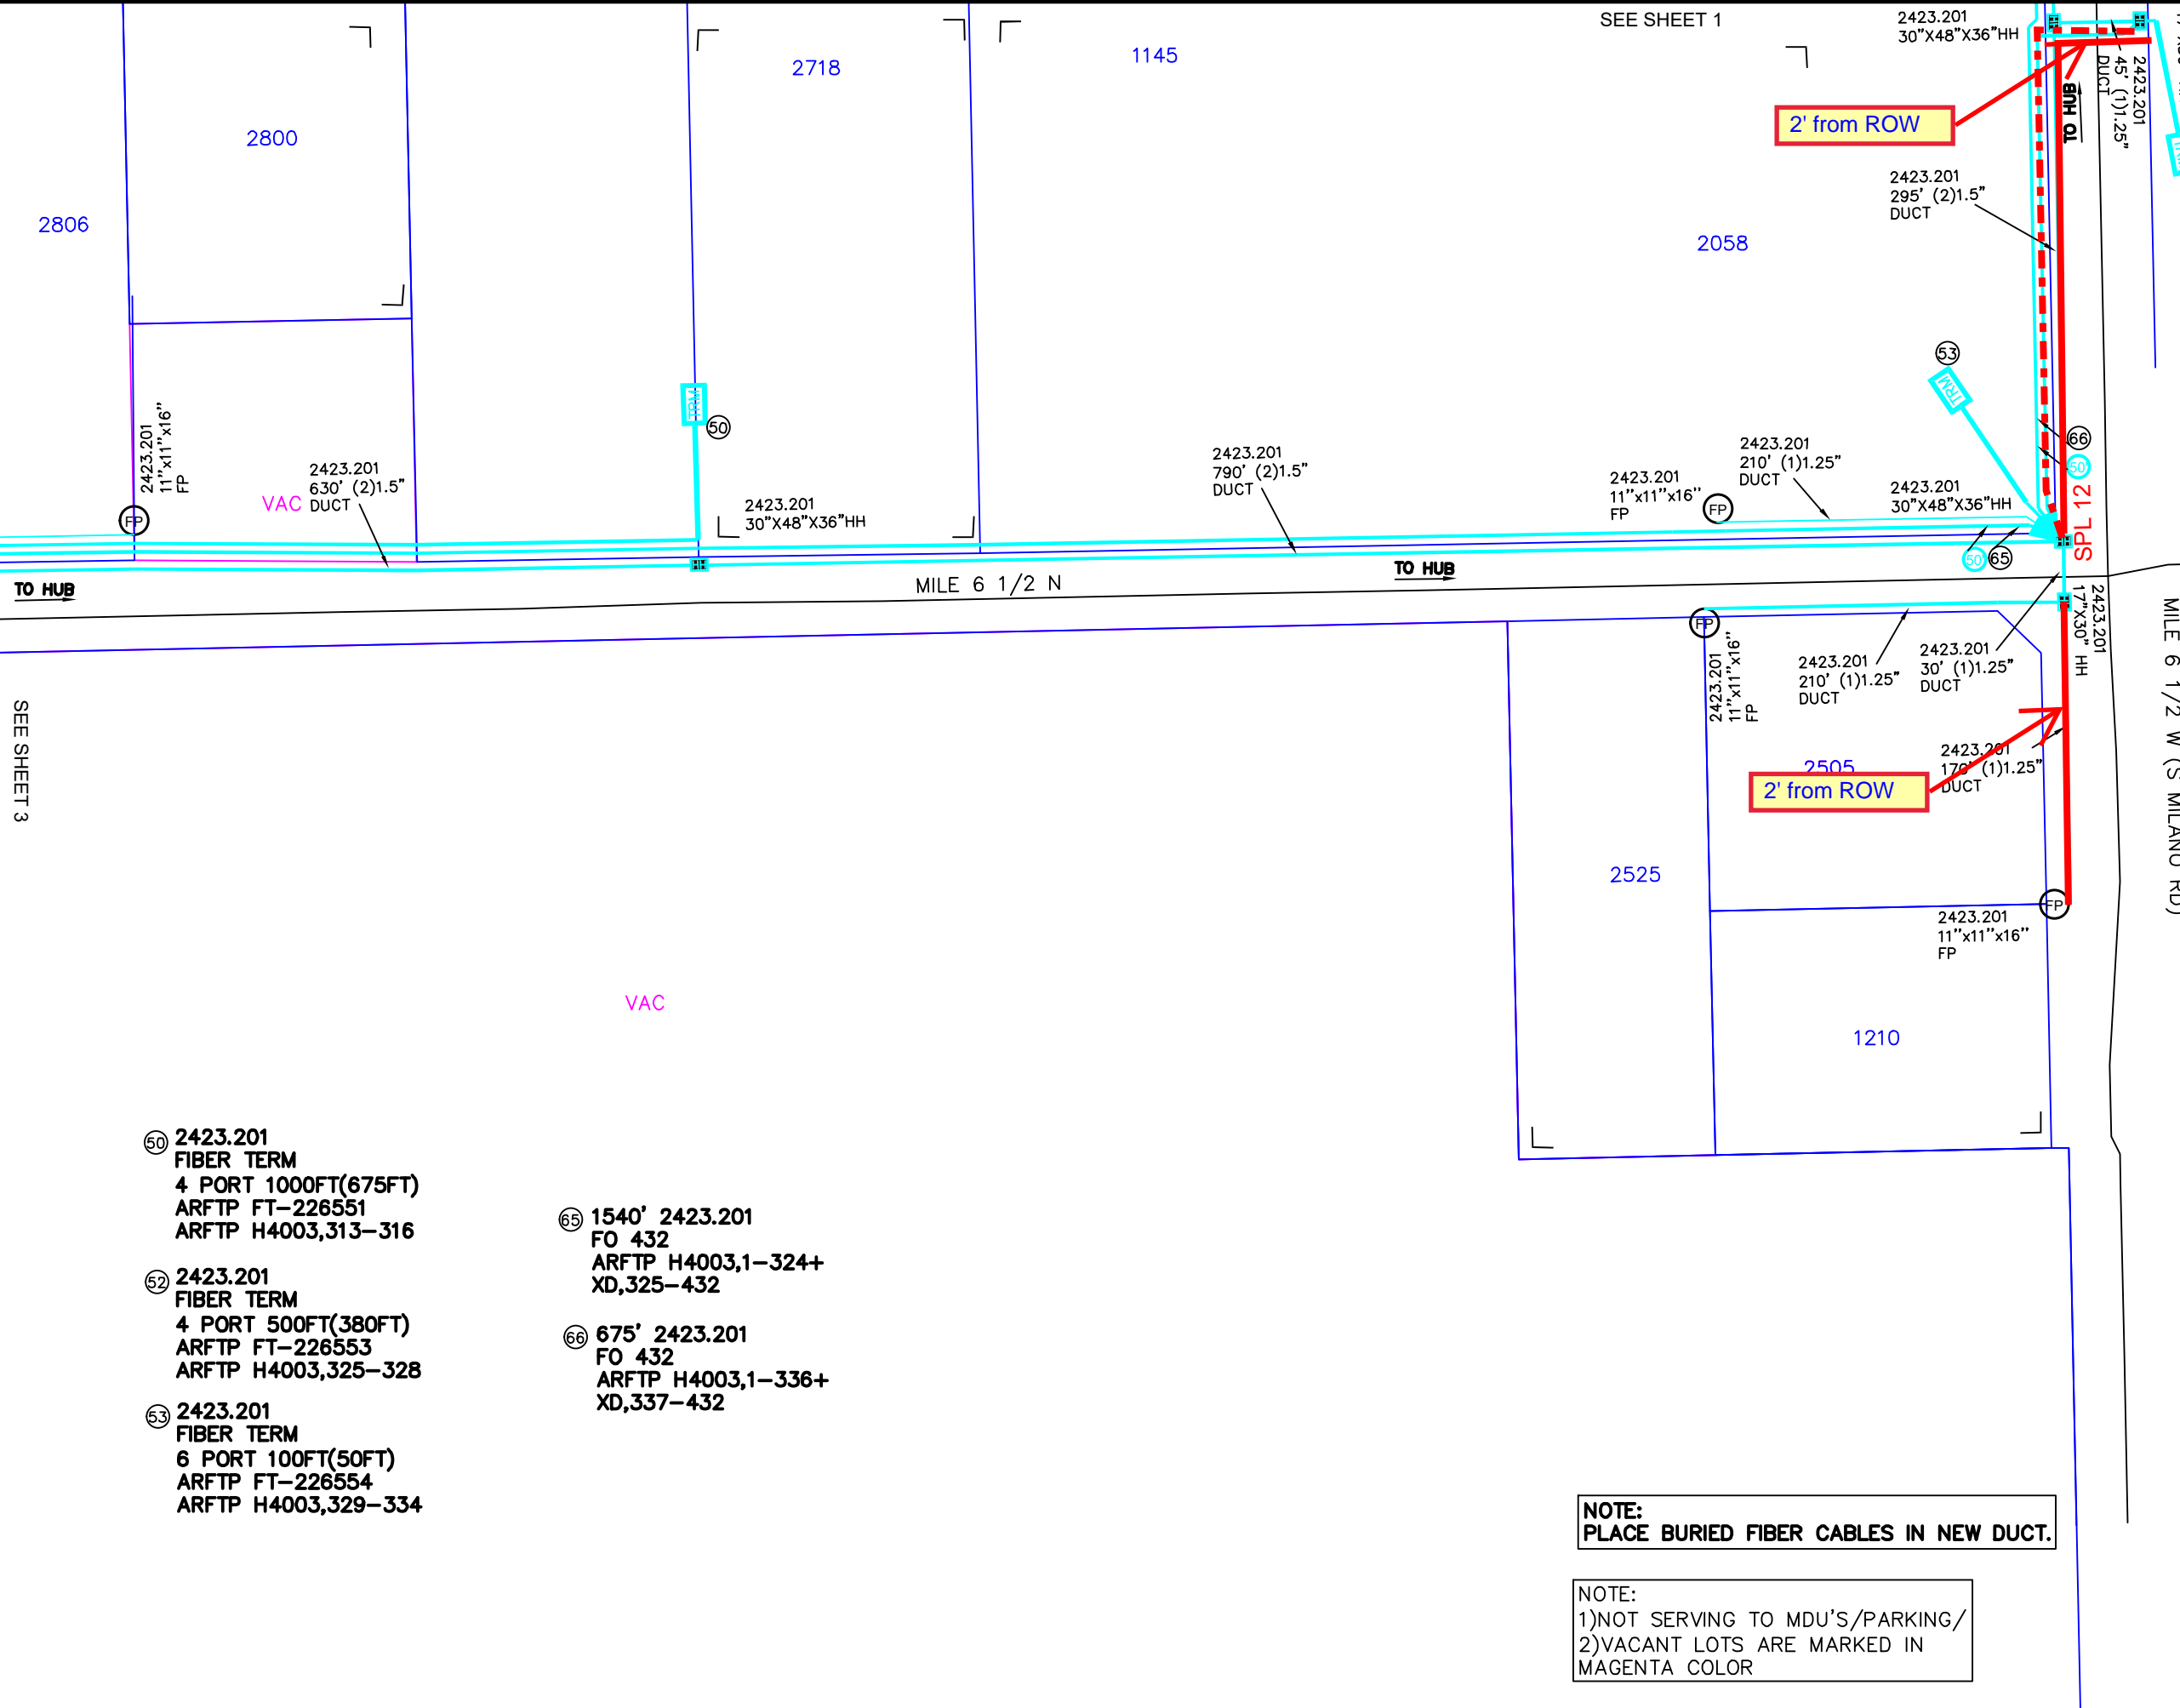 SEE SHEET 1
2423.201
30"X48"X36"HH
2718
1145
2800
2806
2058
2' from ROW
TO HUB
2423.201
45' (1)1.25"
DUCT
2423.201
295' (2)1.5"
DUCT
53
TRM
66
50
SPL 12
TRM
50
2423.201
11"x11"x16"
FP
FP
VAC
2423.201
630' (2)1.5"
DUCT
2423.201
30"X48"X36"HH
2423.201
790' (2)1.5"
DUCT
2423.201
11"x11"x16"
FP
FP
2423.201
210' (1)1.25"
DUCT
2423.201
30"X48"X36"HH
50
65
TO HUB
MILE 6 1/2 N
TO HUB
2423.201
17"X30" HH
FP
2423.201
11"x11"x16"
FP
2423.201
210' (1)1.25"
DUCT
2423.201
30' (1)1.25"
DUCT
MILE 6 1/2 W (S MILANO RD)
SEE SHEET 3
2505
2' from ROW
2423.201
170' (1)1.25"
DUCT
2525
FP
2423.201
11"x11"x16"
FP
VAC
1210
50 2423.201
FIBER TERM
4 PORT 1000FT(675FT)
ARFTP FT-226551
ARFTP H4003,313-316
52 2423.201
FIBER TERM
4 PORT 500FT(380FT)
ARFTP FT-226553
ARFTP H4003,325-328
53 2423.201
FIBER TERM
6 PORT 100FT(50FT)
ARFTP FT-226554
ARFTP H4003,329-334
65 1540' 2423.201
FO 432
ARFTP H4003,1-324+
XD,325-432
66 675' 2423.201
FO 432
ARFTP H4003,1-336+
XD,337-432
NOTE:
PLACE BURIED FIBER CABLES IN NEW DUCT.
NOTE:
1)NOT SERVING TO MDU'S/PARKING/
2)VACANT LOTS ARE MARKED IN
MAGENTA COLOR